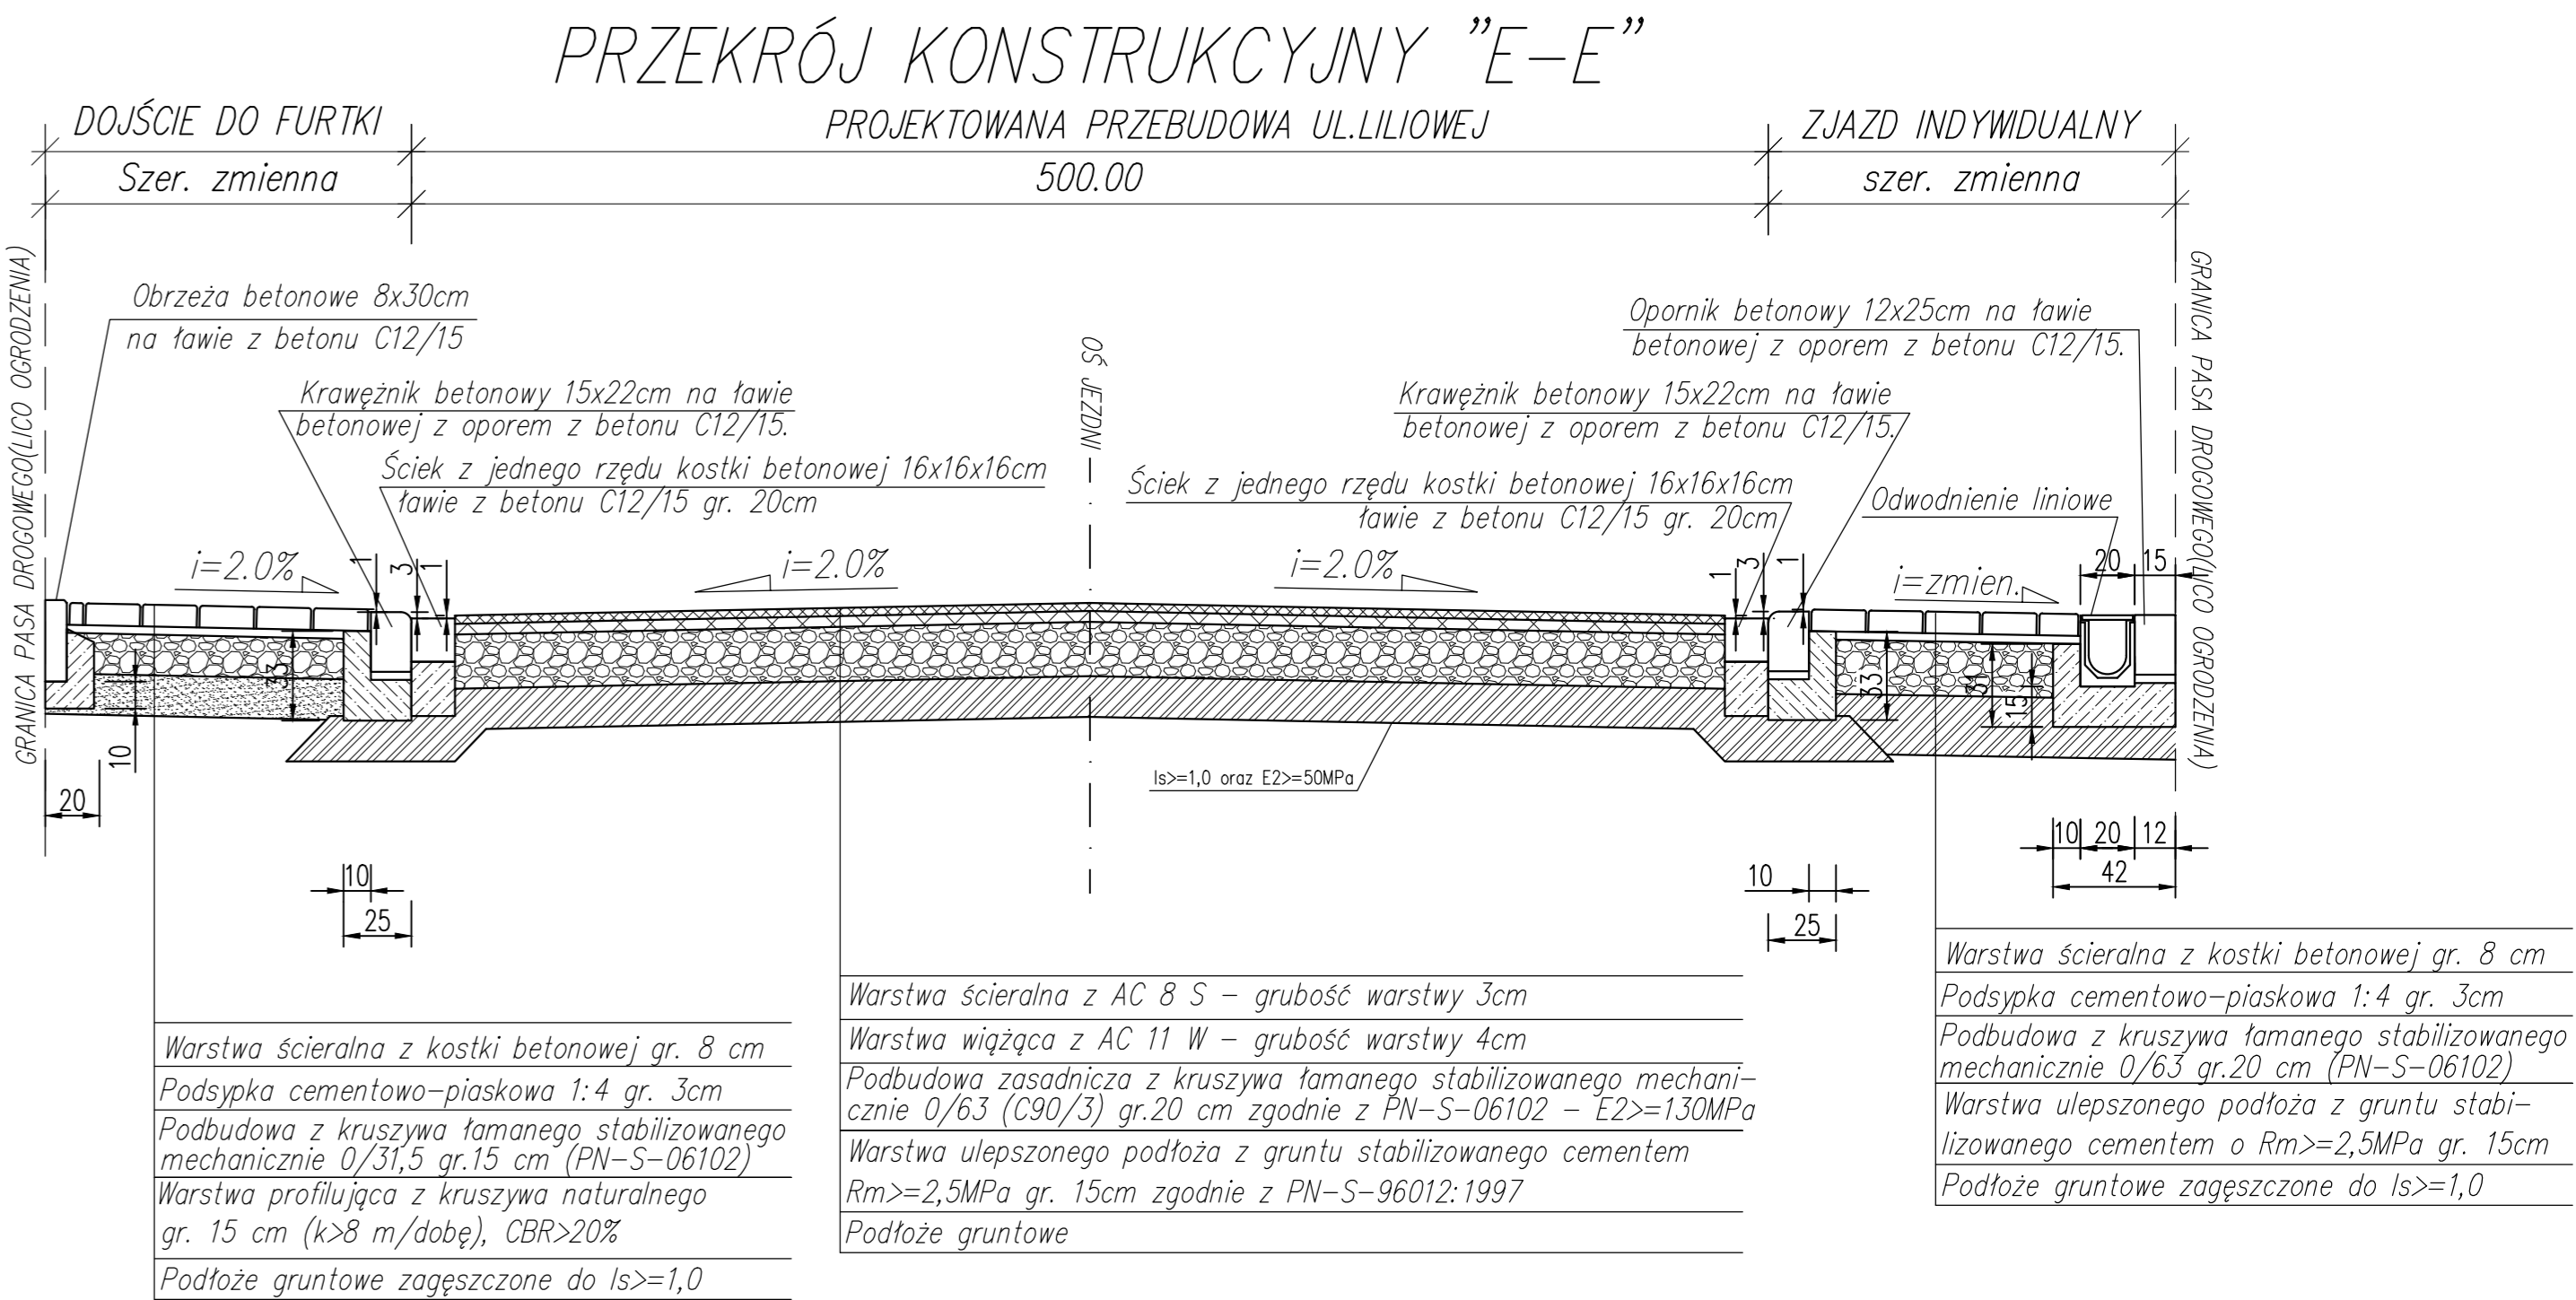 PRZEKRÓJ KONSTRUKCYJNY "E-E"
DOJŚCIE DO FURTKI
PROJEKTOWANA PRZEBUDOWA UL.LILIOWEJ
ZJAZD INDYWIDUALNY
Szer. zmienna
500.00
szer. zmienna
GRANICA PASA DROGOWEGO(LICO OGRODZENIA)
Obrzeża betonowe 8x30cm
na ławie z betonu C12/15
Krawężnik betonowy 15x22cm na ławie
betonowej z oporem z betonu C12/15.
Ściek z jednego rzędu kostki betonowej 16x16x16cm
ławie z betonu C12/15 gr. 20cm
OŚ JEZDNI
Opornik betonowy 12x25cm na ławie
betonowej z oporem z betonu C12/15.
Krawężnik betonowy 15x22cm na ławie
betonowej z oporem z betonu C12/15.
Ściek z jednego rzędu kostki betonowej 16x16x16cm
ławie z betonu C12/15 gr. 20cm
Odwodnienie liniowe
GRANICA PASA DROGOWEGO(LICO OGRODZENIA)
i=2.0%
1
3
1
i=2.0%
i=2.0%
1
3
1
i=zmien.
20
15
33
10
20
33
31
15
Is>=1,0 oraz E2>=50MPa
10
25
10
25
10
20
12
42
Warstwa ścieralna z kostki betonowej gr. 8 cm
Podsypka cementowo-piaskowa 1:4 gr. 3cm
Podbudowa z kruszywa łamanego stabilizowanego
mechanicznie 0/31,5 gr.15 cm (PN-S-06102)
Warstwa profilująca z kruszywa naturalnego
gr. 15 cm (k>8 m/dobę), CBR>20%
Podłoże gruntowe zagęszczone do Is>=1,0
Warstwa ścieralna z AC 8 S - grubość warstwy 3cm
Warstwa wiążąca z AC 11 W - grubość warstwy 4cm
Podbudowa zasadnicza z kruszywa łamanego stabilizowanego mechani-
cznie 0/63 (C90/3) gr.20 cm zgodnie z PN-S-06102 - E2>=130MPa
Warstwa ulepszonego podłoża z gruntu stabilizowanego cementem
Rm>=2,5MPa gr. 15cm zgodnie z PN-S-96012:1997
Podłoże gruntowe
Warstwa ścieralna z kostki betonowej gr. 8 cm
Podsypka cementowo-piaskowa 1:4 gr. 3cm
Podbudowa z kruszywa łamanego stabilizowanego
mechanicznie 0/63 gr.20 cm (PN-S-06102)
Warstwa ulepszonego podłoża z gruntu stabi-
lizowanego cementem o Rm>=2,5MPa gr. 15cm
Podłoże gruntowe zagęszczone do Is>=1,0